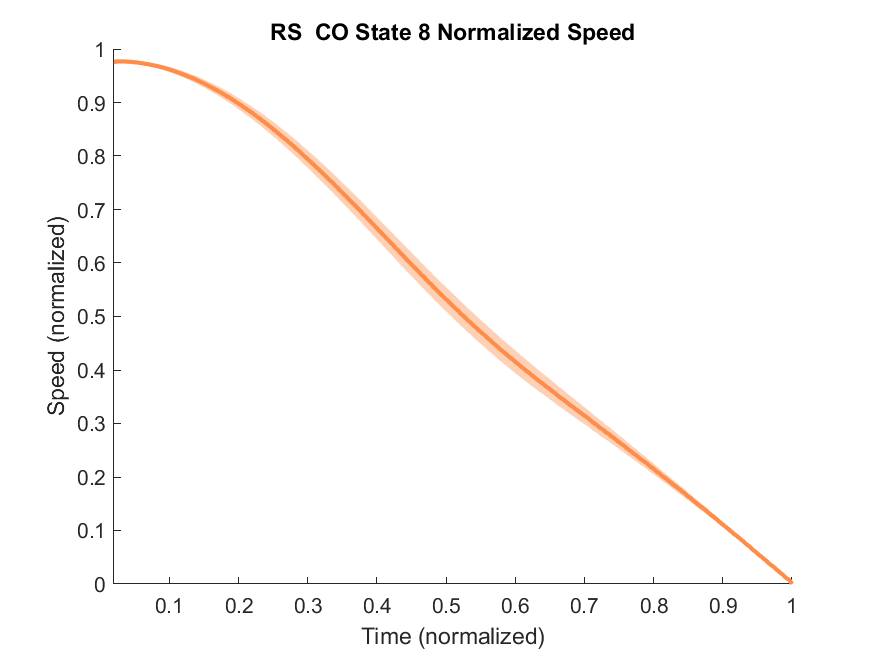 RS  CO State 8 Normalized Speed
1
0.9
0.8
0.7
0.6
0.5
0.4
0.3
0.2
0.1
0
Speed (normalized)
0.1 0.2 0.3 0.4 0.5 0.6 0.7 0.8 0.9 1
Time (normalized)